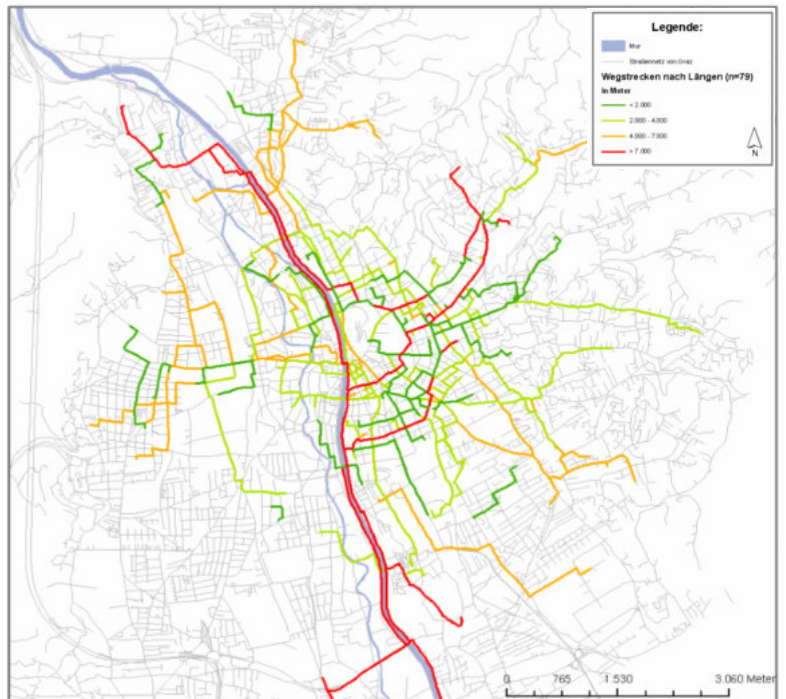 Legende:
Mur
Straßennetz von Graz
Wegstrecken nach Längen (n=79)
in Meter
< 2.000
2.000 - 4.000
4.000 - 7.000
> 7.000
N
0 765 1 530 3.060 Meter